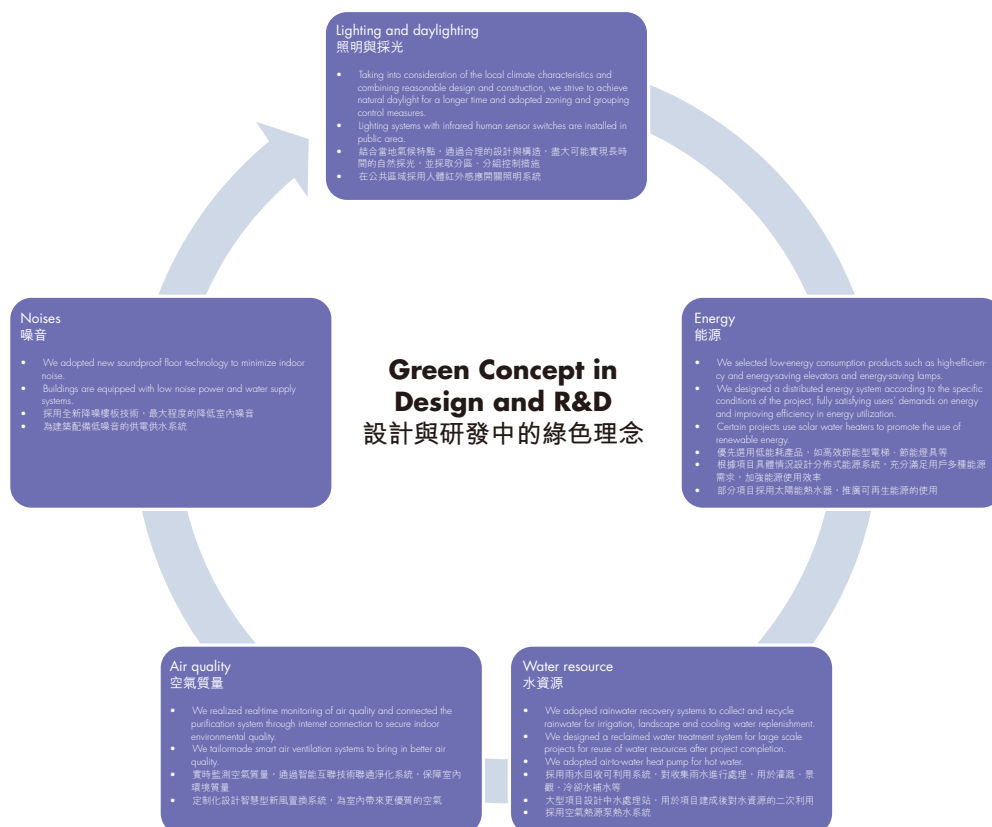 Lighting and daylighting
照明與採光
• Taking into consideration of the local climate characteristics and
combining reasonable design and construction, we strive to achieve
natural daylight for a longer time and adopted zoning and grouping
control measures.
• Lighting systems with infrared human sensor switches are installed in
public area.
• 結合當地氣候特點，通過合理的設計與構造，盡大可能實現長時
間的自然採光，並採取分區、分組控制措施
• 在公共區域採用人體紅外感應開關照明系統
Noises
噪音
• We adopted new soundproof floor technology to minimize indoor
noise.
• Buildings are equipped with low noise power and water supply
systems.
• 採用全新降噪樓板技術，最大程度的降低室內噪音
• 為建築配備低噪音的供電供水系統
Green Concept in
Design and R&D
設計與研發中的綠色理念
Energy
能源
• We selected low-energy consumption products such as high-efficien-
cy and energy-saving elevators and energy-saving lamps.
• We designed a distributed energy system according to the specific
conditions of the project, fully satisfying users' demands on energy
and improving efficiency in energy utilization.
• Certain projects use solar water heaters to promote the use of
renewable energy.
• 優先選用低能耗產品，如高效節能型電梯、節能燈具等
• 根據項目具體情況設計分佈式能源系統，充分滿足用戶多種能源
需求，加強能源使用效率
• 部分項目採用太陽能熱水器，推廣可再生能源的使用
Air quality
空氣質量
• We realized real-time monitoring of air quality and connected the
purification system through internet connection to secure indoor
environmental quality.
• We tailormade smart air ventilation systems to bring in better air
quality.
• 實時監測空氣質量，通過智能互聯技術聯通淨化系統，保障室內
環境質量
• 定制化設計智慧型新風置換系統，為室內帶來更優質的空氣
Water resource
水資源
• We adopted rainwater recovery systems to collect and recycle
rainwater for irrigation, landscape and cooling water replenishment.
• We designed a reclaimed water treatment system for large scale
projects for reuse of water resources after project completion.
• We adopted air-to-water heat pump for hot water.
• 採用雨水回收可利用系統，對收集雨水進行處理，用於灌溉、景
觀、冷卻水補水等
• 大型項目設計中水處理站，用於項目建成後對水資源的二次利用
• 採用空氣熱源泵熱水系統